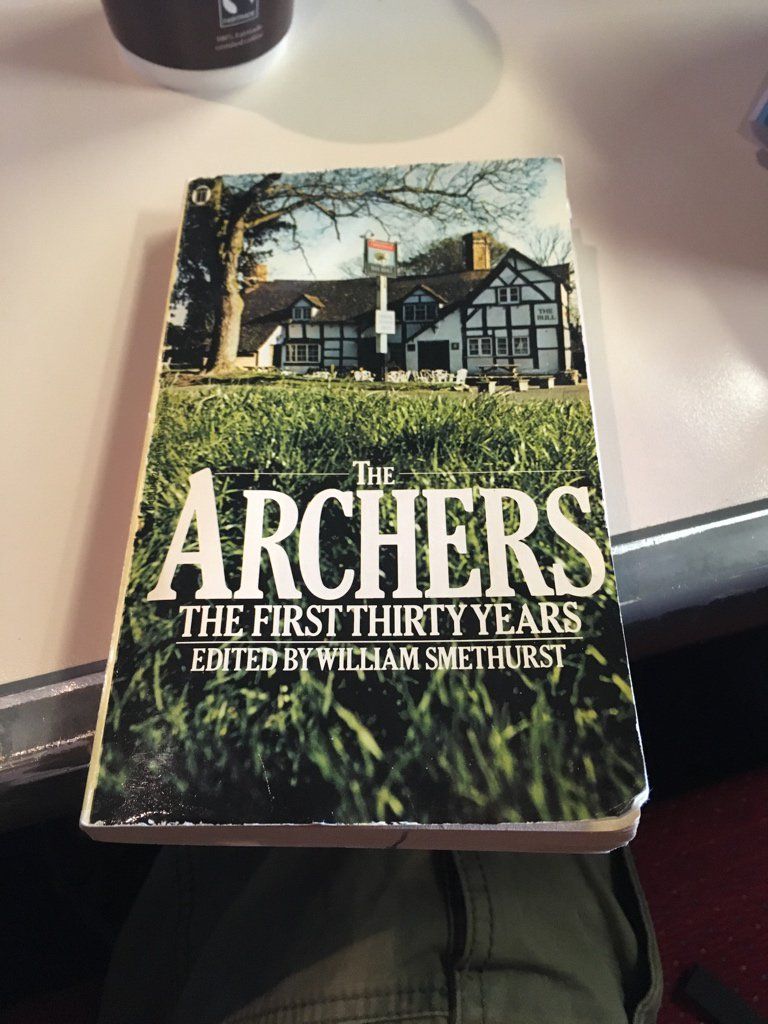 THE
BULL
THE
ARCHERS
THE FIRST THIRTY YEARS
EDITED BY WILLIAM SMETHURST